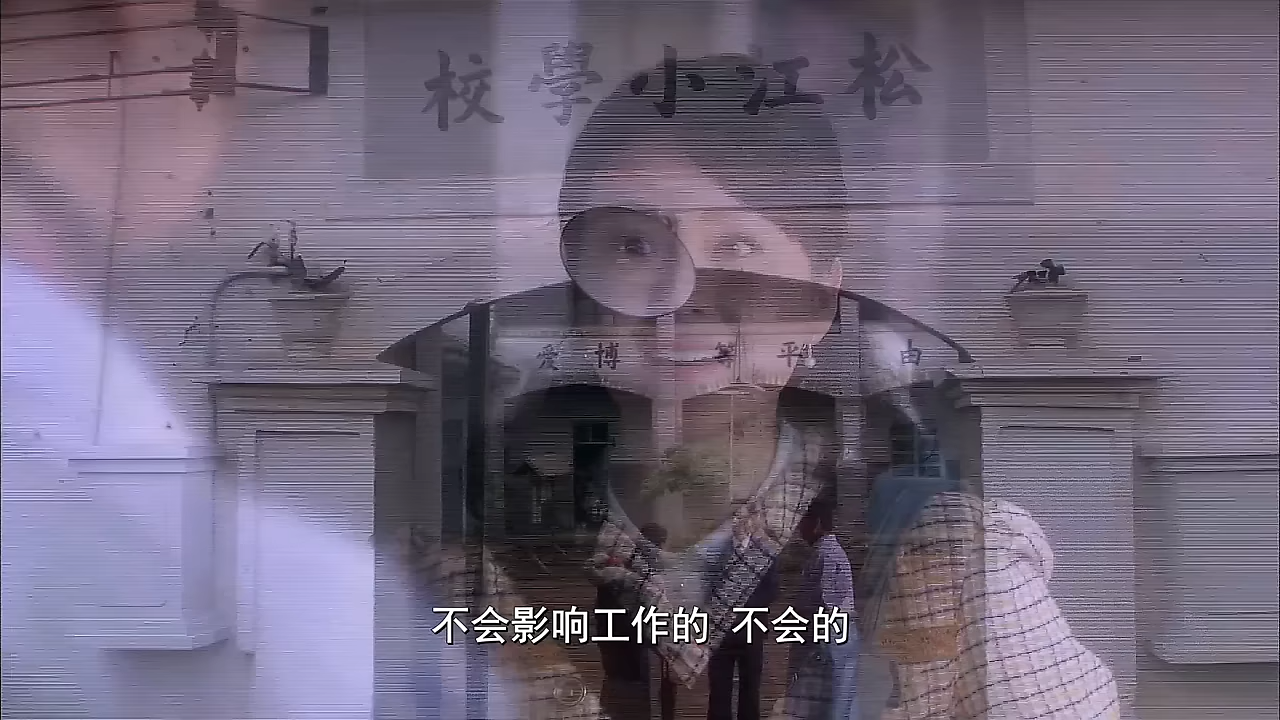 松江小學校
由 平等 博愛
不会影响工作的 不会的